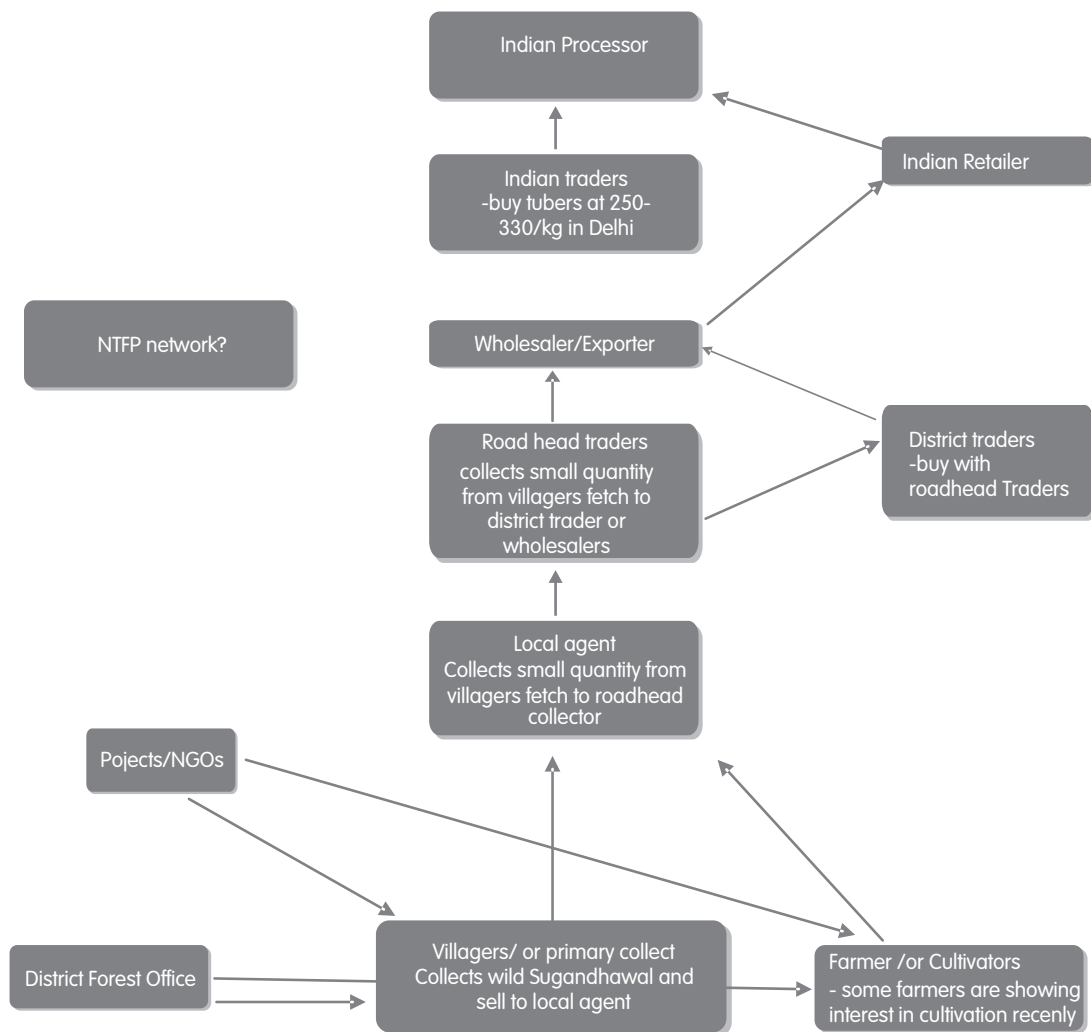 Indian Processor
Indian traders
-buy tubers at 250-
330/kg in Delhi
Indian Retailer
NTFP network?
Wholesaler/Exporter
Road head traders
collects small quantity
from villagers fetch to
district trader or
wholesalers
District traders
-buy with
roadhead Traders
Local agent
Collects small quantity from
villagers fetch to roadhead
collector
Pojects/NGOs
District Forest Office
Villagers/ or primary collect
Collects wild Sugandhawal and
sell to local agent
Farmer /or Cultivators
- some farmers are showing
interest in cultivation recenly